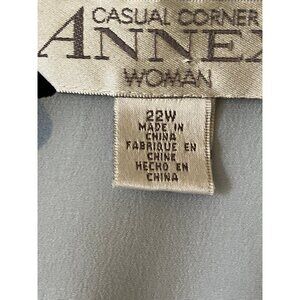 CASUAL CORNER
ANNEX
WOMAN
22W
MADE IN
CHINA
FABRIQUE EN
CHINE
HECHO EN
CHINA